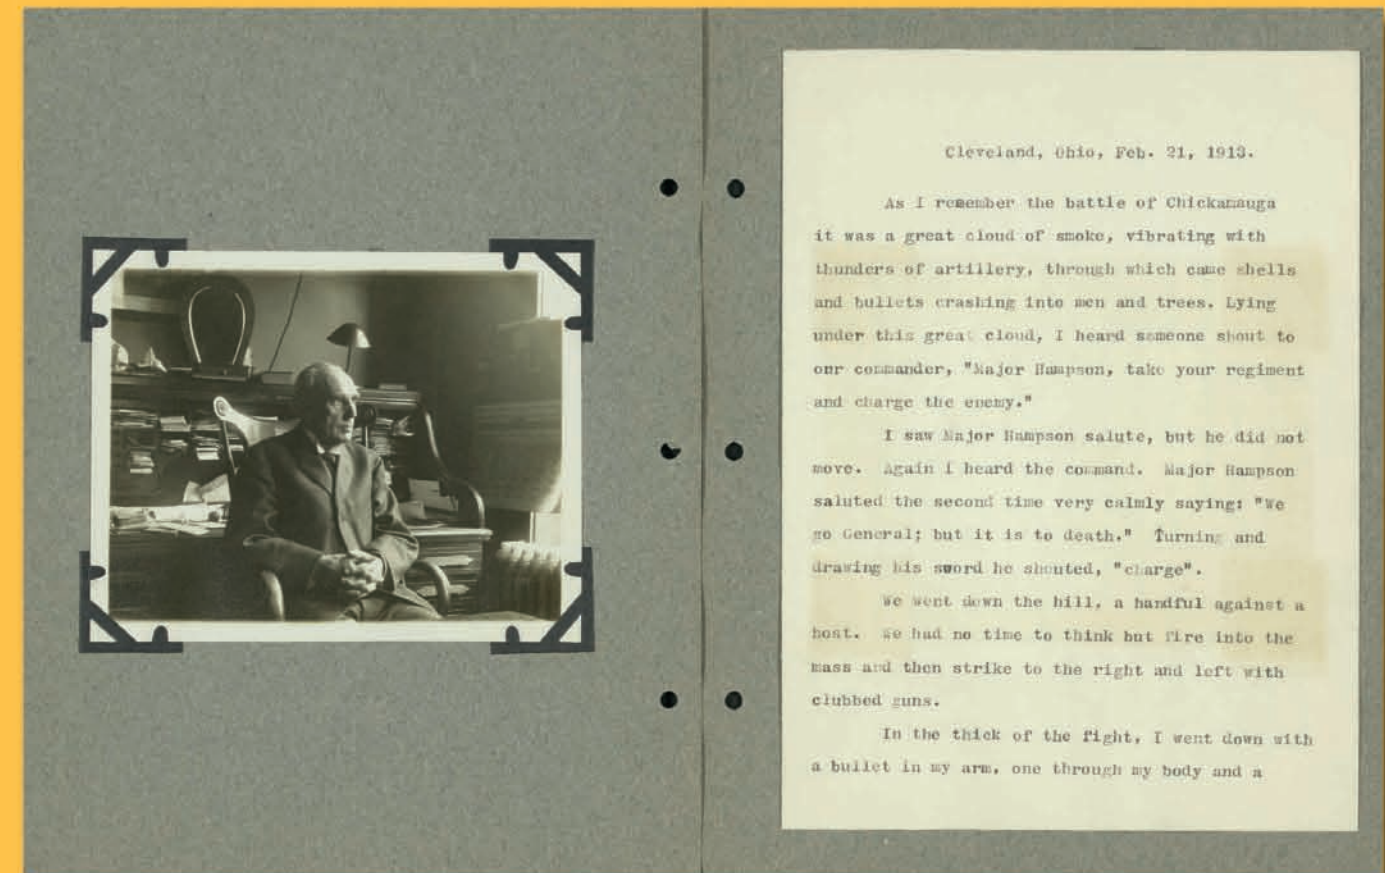 Cleveland, Ohio, Feb. 21, 1913.
As I remember the battle of Chickamauga
it was a great cloud of smoke, vibrating with
thunders of artillery, through which came shells
and bullets crashing into men and trees. Lying
under this great cloud, I heard someone shout to
our commander, "Major Hampson, take your regiment
and charge the enemy."
I saw Major Hampson salute, but he did not
move. Again I heard the command. Major Hampson
saluted the second time very calmly saying: "We
go General; but it is to death." Turning and
drawing his sword he shouted, "charge".
We went down the hill, a handful against a
host. We had no time to think but fire into the
mass and then strike to the right and left with
clubbed guns.
In the thick of the fight, I went down with
a bullet in my arm, one through my body and a